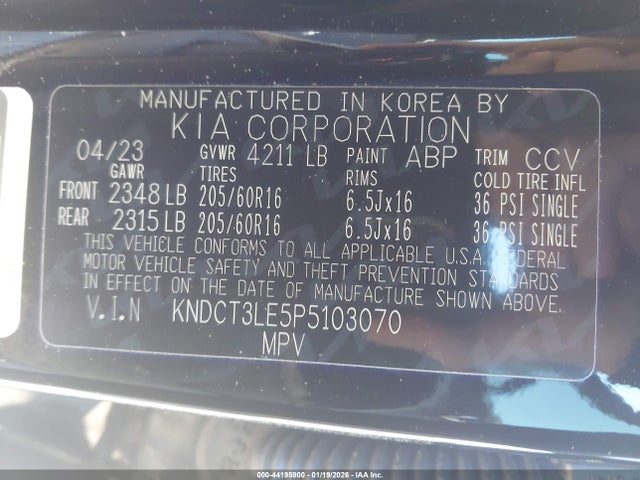 MANUFACTURED IN KOREA BY
KIA CORPORATION
04/23 GVWR 4211 LB PAINT ABP TRIM CCV
GAWR TIRES RIMS COLD TIRE INFL
FRONT 2348 LB 205/60R16 6.5Jx16 36 PSI SINGLE
REAR 2315 LB 205/60R16 6.5Jx16 36 PSI SINGLE
THIS VEHICLE CONFORMS TO ALL APPLICABLE U.S.A. FEDERAL
MOTOR VEHICLE SAFETY AND THEFT PREVENTION STANDARDS
IN EFFECT ON THE DATE OF MANUFACTURE SHOWN ABOVE.
V.I.N KNDCT3LE5P5103070
MPV
000-44195900 - 01/19/2026 - IAABU3